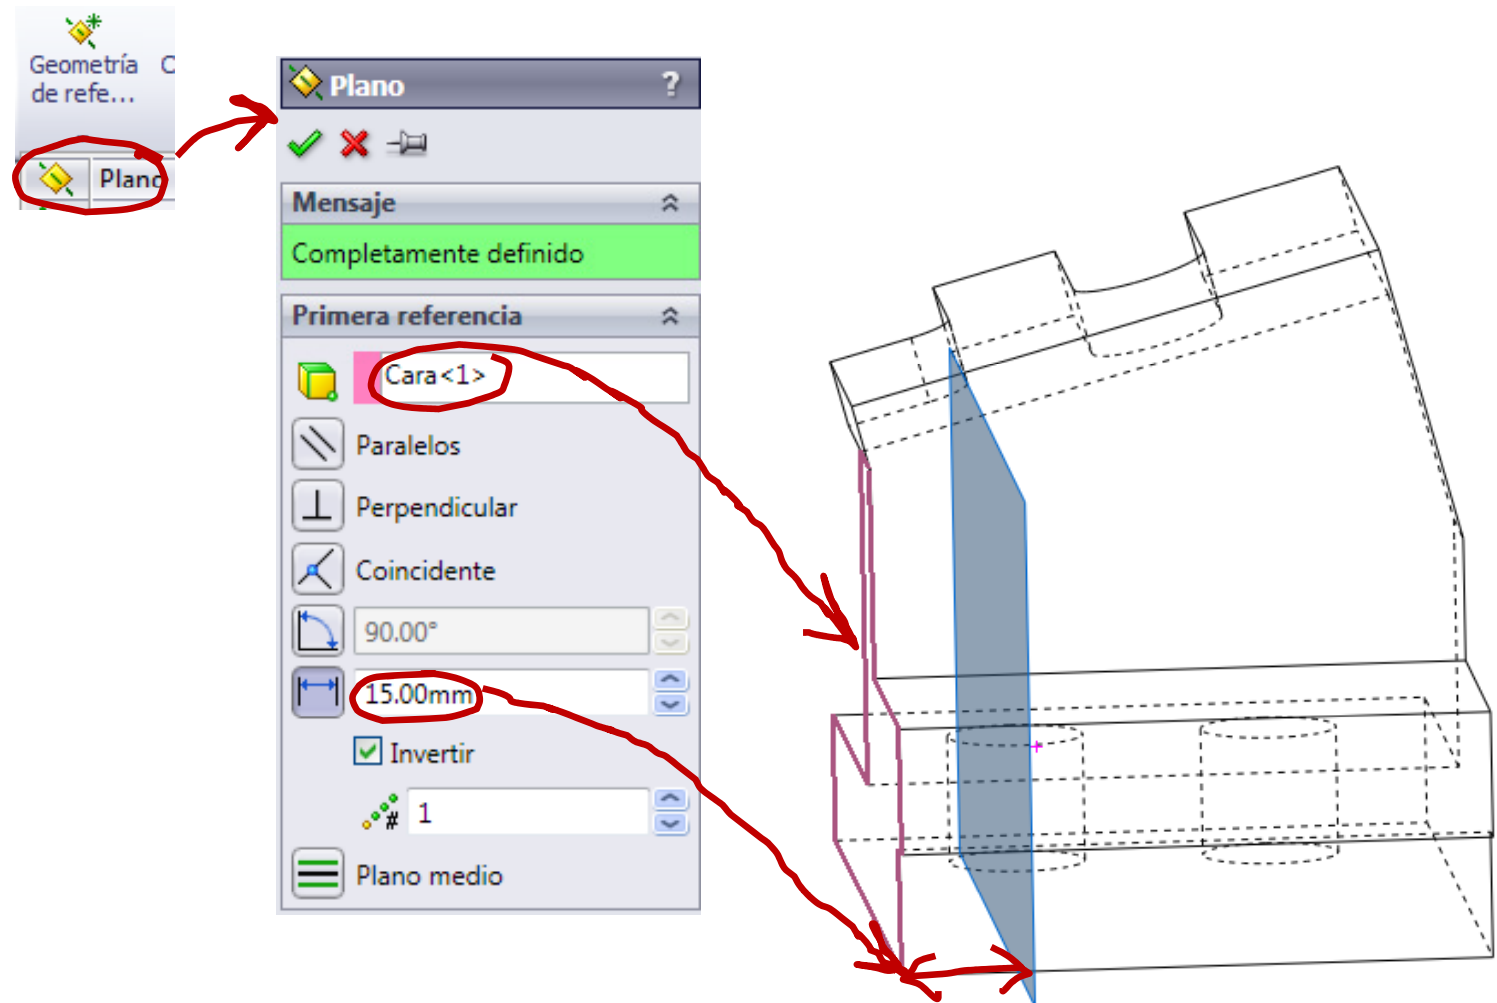 Geometría
de refe...
Plano
Plano ?
Mensaje
Completamente definido
Primera referencia
Cara<1>
Paralelos
Perpendicular
Coincidente
90.00°
15.00mm
Invertir
# 1
Plano medio